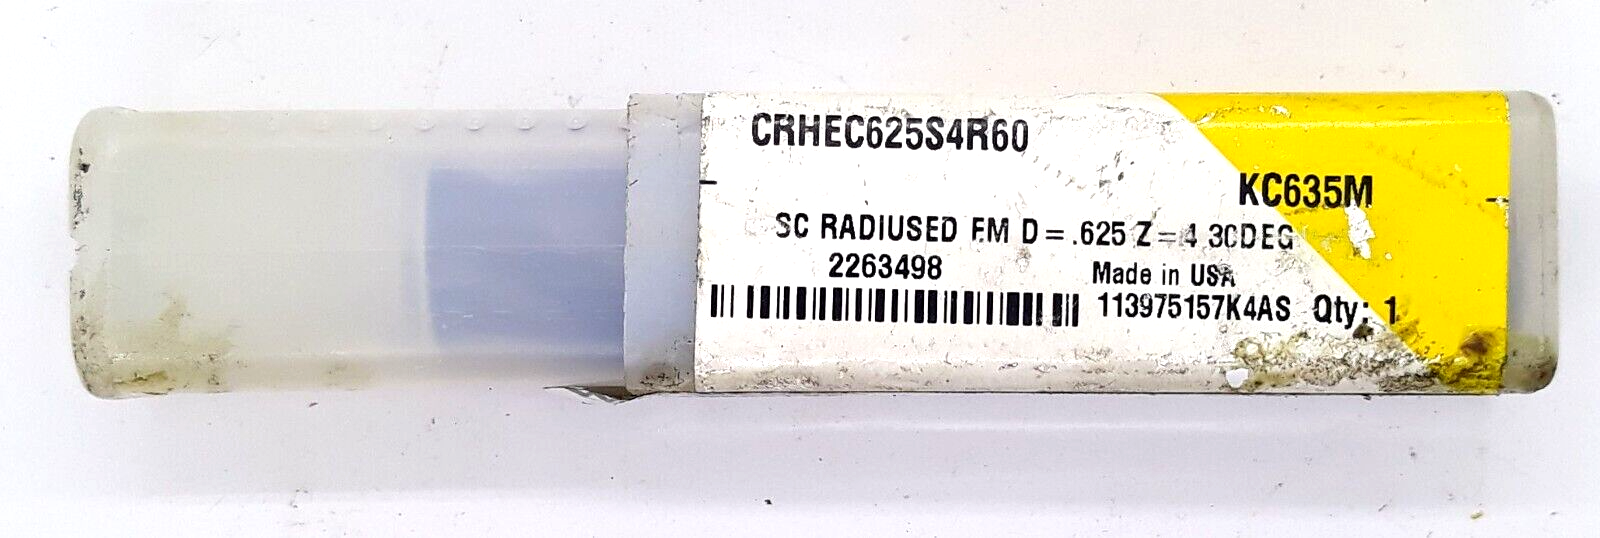 CRHEC625S4R60
KC635M
SC RADIUSED EM D=.625 Z=4 30DEG
2263498 Made in USA
113975157K4AS Qty: 1